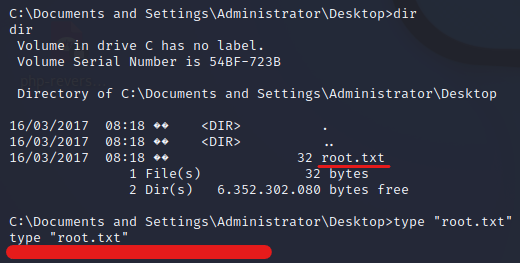 C:\Documents and Settings\Administrator\Desktop>dir
dir
 Volume in drive C has no label.
 Volume Serial Number is 54BF-723B

 Directory of C:\Documents and Settings\Administrator\Desktop

16/03/2017  08:18 ��    <DIR>          .
16/03/2017  08:18 ��    <DIR>          ..
16/03/2017  08:18 ��                32 root.txt
               1 File(s)             32 bytes
               2 Dir(s)   6.352.302.080 bytes free

C:\Documents and Settings\Administrator\Desktop>type "root.txt"
type "root.txt"